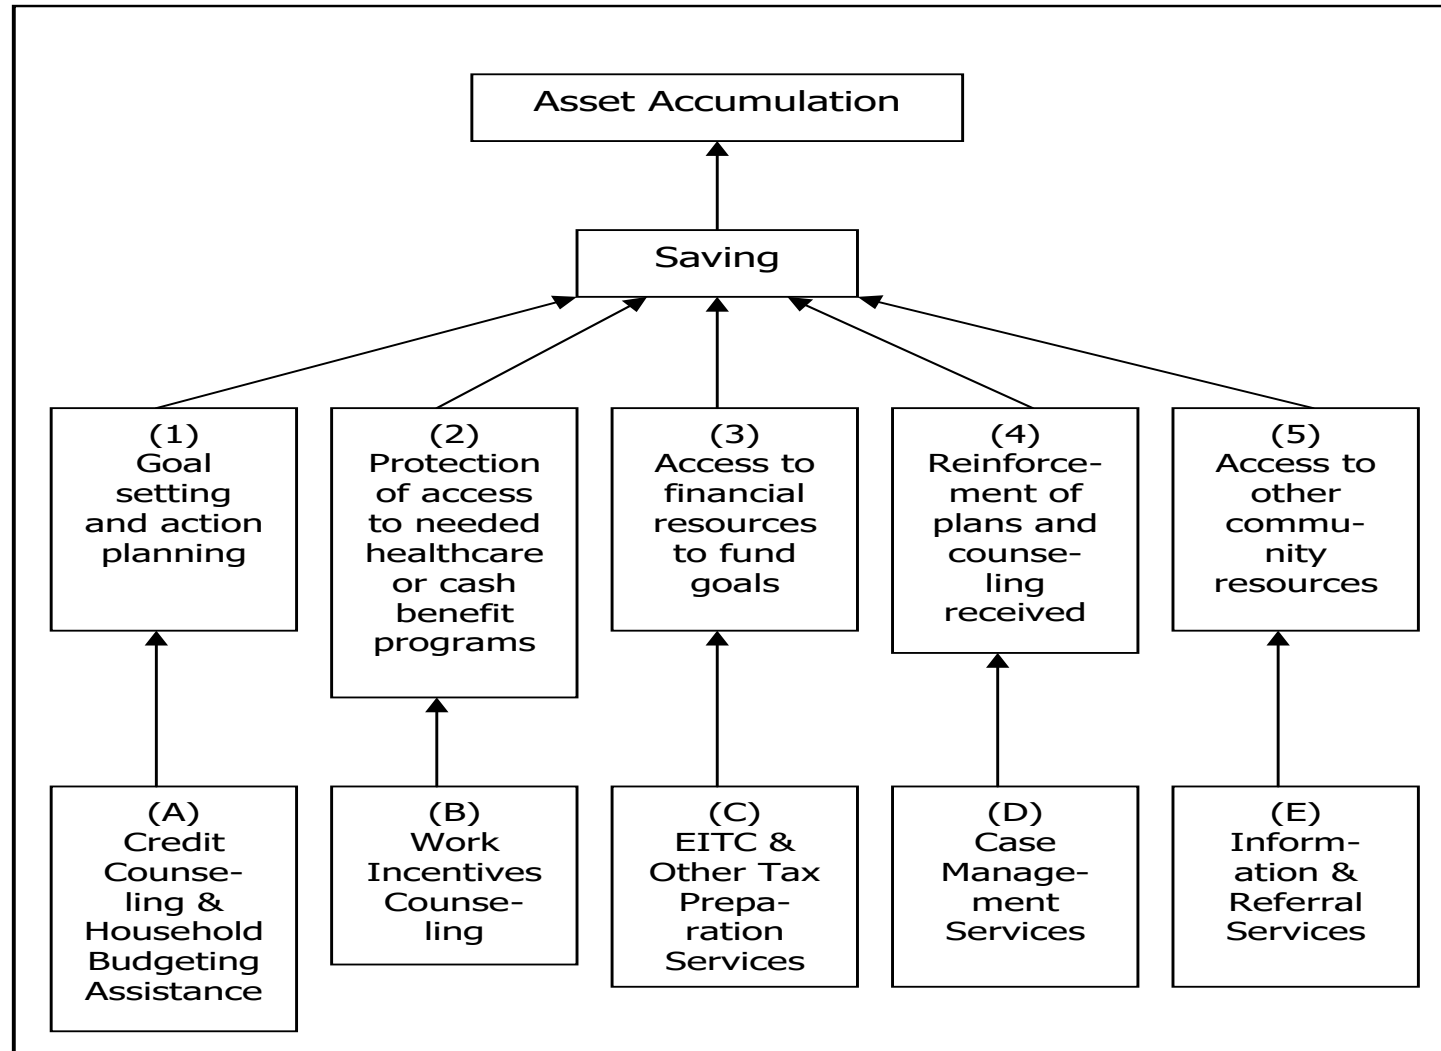 Asset Accumulation
Saving
(1)
Goal
setting
and action
planning
(2)
Protection
of access
to needed
healthcare
or cash
benefit
programs
(3)
Access to
financial
resources
to fund
goals
(4)
Reinforce-
ment of
plans and
counse-
ling
received
(5)
Access to
other
commu-
nity
resources
(A)
Credit
Counse-
ling &
Household
Budgeting
Assistance
(B)
Work
Incentives
Counse-
ling
(C)
EITC &
Other Tax
Prepa-
ration
Services
(D)
Case
Manage-
ment
Services
(E)
Inform-
ation &
Referral
Services